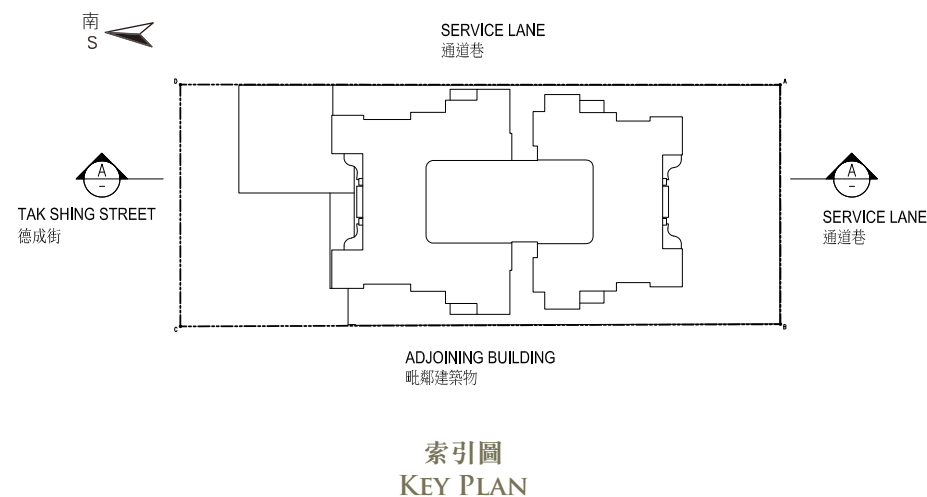 南
S
SERVICE LANE
通道巷
D
A
A
-
TAK SHING STREET
德成街
A
-
SERVICE LANE
通道巷
C
B
ADJOINING BUILDING
毗鄰建築物
索引圖
KEY PLAN